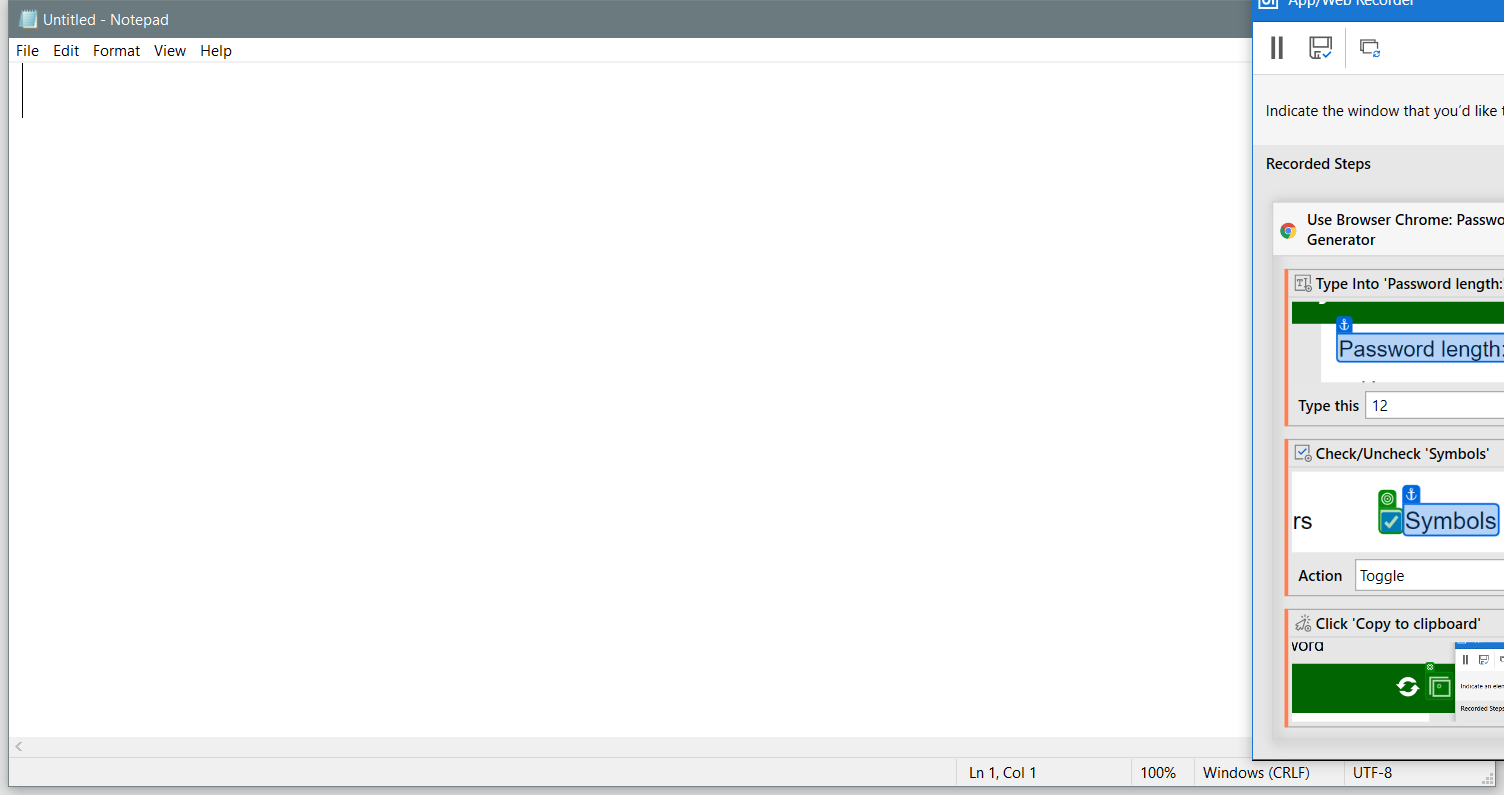 Untitled - Notepad
File Edit Format View Help
Ln 1, Col 1
100%
Windows (CRLF)
UTF-8
App/Web Recorder
Indicate the window that you'd like
Recorded Steps
Use Browser Chrome: Passwo
Generator
Type Into 'Password length:'
Password length:
Type this 12
Check/Uncheck 'Symbols'
rs Symbols
Action Toggle
Click 'Copy to clipboard'
word
Indicate an elem
Recorded Steps